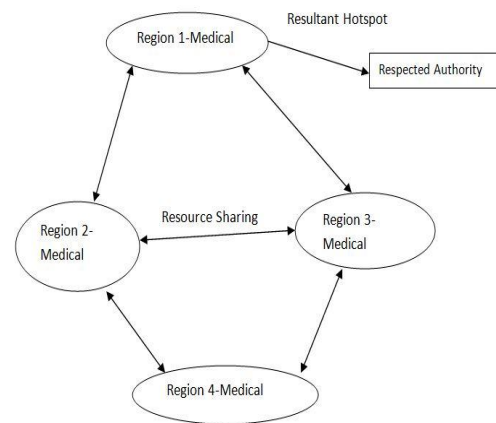 Resultant Hotspot
Region 1-Medical
Respected Authority
Resource Sharing
Region 2-
Medical
Region 3-
Medical
Region 4-Medical